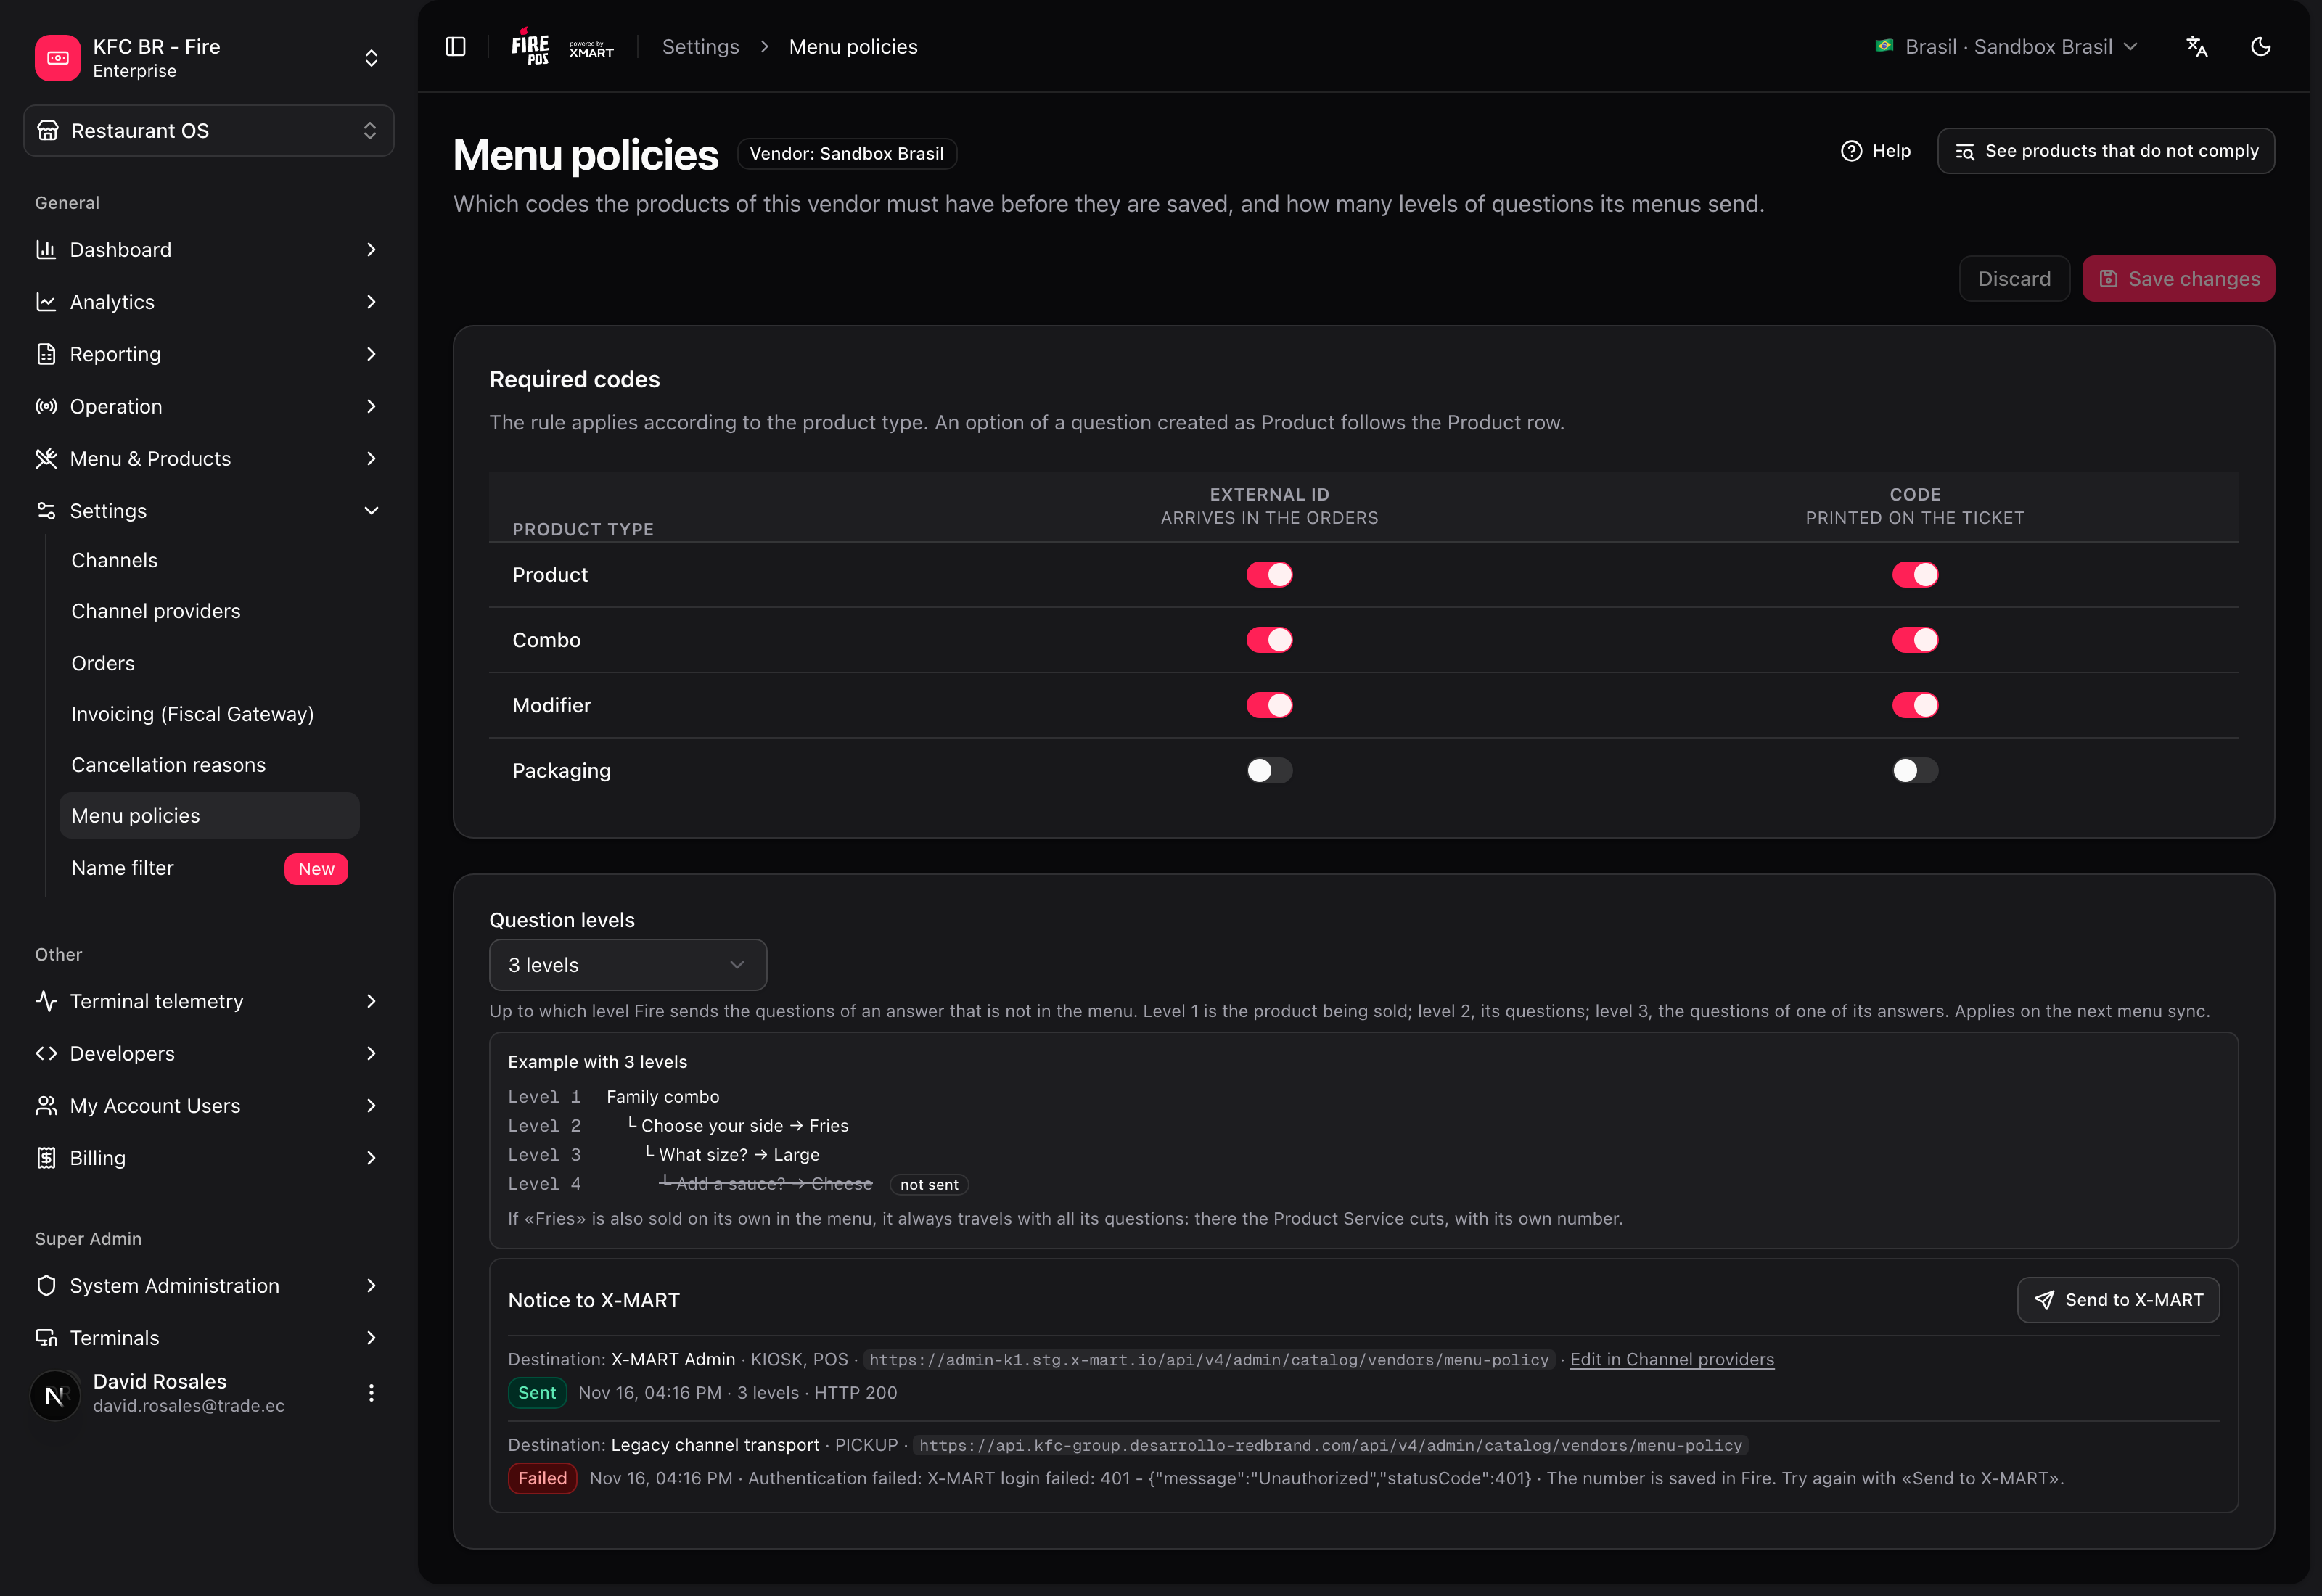 KFC BR - Fire
Enterprise
Restaurant OS
General
Dashboard
Analytics
Reporting
Operation
Menu & Products
Settings
Channels
Channel providers
Orders
Invoicing (Fiscal Gateway)
Cancellation reasons
Menu policies
Name filter New
Other
Terminal telemetry
Developers
My Account Users
Billing
Super Admin
System Administration
Terminals
David Rosales
david.rosales@trade.ec
FIRE POS powered by XMART
Settings > Menu policies
Brasil · Sandbox Brasil
Menu policies Vendor: Sandbox Brasil
Help See products that do not comply
Which codes the products of this vendor must have before they are saved, and how many levels of questions its menus send.
Discard Save changes
Required codes
The rule applies according to the product type. An option of a question created as Product follows the Product row.
EXTERNAL ID CODE
ARRIVES IN THE ORDERS PRINTED ON THE TICKET
PRODUCT TYPE
Product
Combo
Modifier
Packaging
Question levels
3 levels
Up to which level Fire sends the questions of an answer that is not in the menu. Level 1 is the product being sold; level 2, its questions; level 3, the questions of one of its answers. Applies on the next menu sync.
Example with 3 levels
Level 1 Family combo
Level 2 └ Choose your side → Fries
Level 3 └ What size? → Large
Level 4 └ Add a sauce? → Cheese not sent
If «Fries» is also sold on its own in the menu, it always travels with all its questions: there the Product Service cuts, with its own number.
Notice to X-MART
Send to X-MART
Destination: X-MART Admin · KIOSK, POS · https://admin-k1.stg.x-mart.io/api/v4/admin/catalog/vendors/menu-policy · Edit in Channel providers
Sent Nov 16, 04:16 PM · 3 levels · HTTP 200
Destination: Legacy channel transport · PICKUP · https://api.kfc-group.desarrollo-redbrand.com/api/v4/admin/catalog/vendors/menu-policy
Failed Nov 16, 04:16 PM · Authentication failed: X-MART login failed: 401 - {"message":"Unauthorized","statusCode":401} · The number is saved in Fire. Try again with «Send to X-MART».